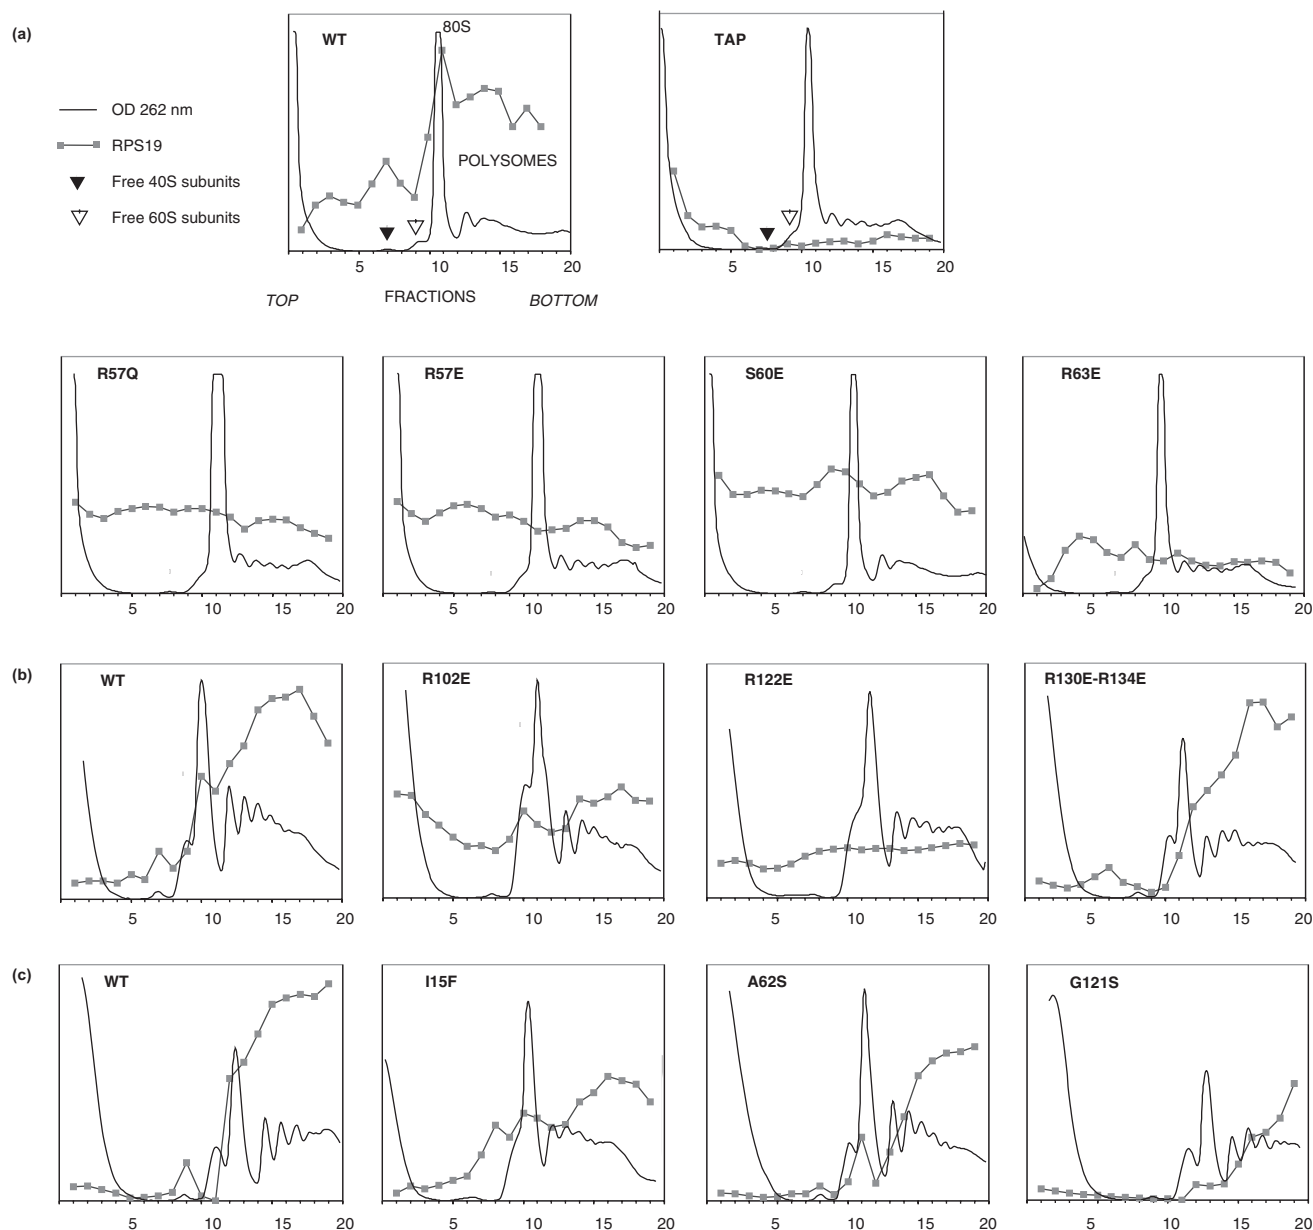 (a)
WT
80S
TAP
OD 262 nm
RPS19
Free 40S subunits
Free 60S subunits
POLYSOMES
5 10 15 20
5 10 15 20
TOP FRACTIONS BOTTOM
R57Q R57E S60E R63E
5 10 15 20
5 10 15 20
5 10 15 20
5 10 15 20
(b)
WT R102E R122E R130E-R134E
5 10 15 20
5 10 15 20
5 10 15 20
5 10 15 20
(c)
WT I15F A62S G121S
5 10 15 20
5 10 15 20
5 10 15 20
5 10 15 20